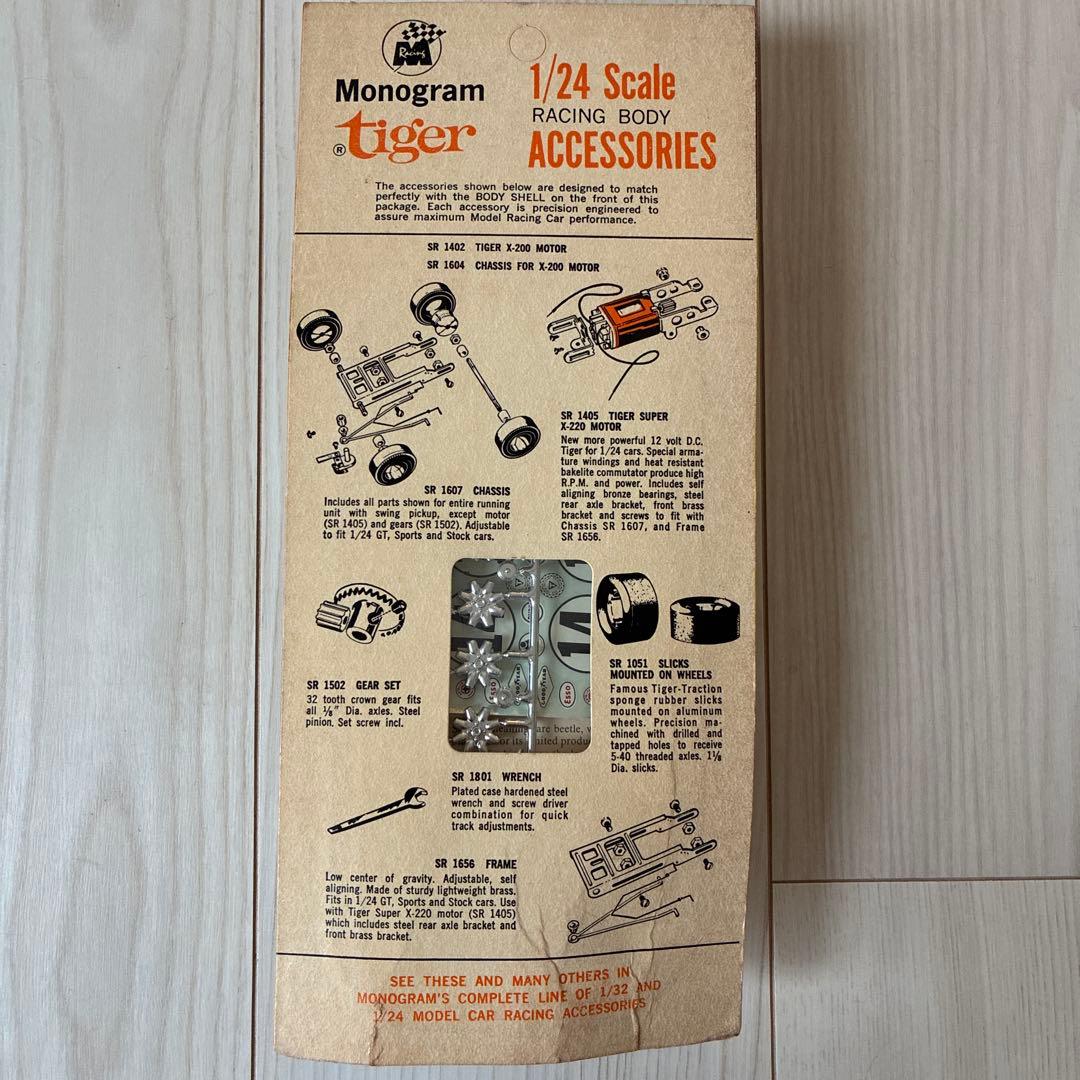 Racing
M
Monogram
® tiger
1/24 Scale
RACING BODY
ACCESSORIES
The accessories shown below are designed to match
perfectly with the BODY SHELL on the front of this
package. Each accessory is precision engineered to
assure maximum Model Racing Car performance.
SR 1402 TIGER X-200 MOTOR
SR 1604 CHASSIS FOR X-200 MOTOR
SR 1607 CHASSIS
Includes all parts shown for entire running
unit with swing pickup, except motor
(SR 1405) and gears (SR 1502). Adjustable
to fit 1/24 GT, Sports and Stock cars.
SR 1405 TIGER SUPER
X-220 MOTOR
New more powerful 12 volt D.C.
Tiger for 1/24 cars. Special arma-
ture windings and heat resistant
bakelite commutator produce high
R.P.M. and power. Includes self
aligning bronze bearings, steel
rear axle bracket, front brass
bracket and screws to fit with
Chassis SR 1607, and Frame
SR 1656.
SR 1502 GEAR SET
32 tooth crown gear fits
all 1/8" Dia. axles. Steel
pinion. Set screw incl.
14
GOODYEAR
ESSO
GOODYEAR
ESSO
are beetle,
or its
produ
SR 1051 SLICKS
MOUNTED ON WHEELS
Famous Tiger-Traction
sponge rubber slicks
mounted on aluminum
wheels. Precision ma-
chined with drilled and
tapped holes to receive
5-40 threaded axles. 1 1/8
Dia. slicks.
SR 1801 WRENCH
Plated case hardened steel
wrench and screw driver
combination for quick
track adjustments.
SR 1656 FRAME
Low center of gravity. Adjustable, self
aligning. Made of sturdy lightweight brass.
Fits in 1/24 GT, Sports and Stock cars. Use
with Tiger Super X-220 motor (SR 1405)
which includes steel rear axle bracket and
front brass bracket.
SEE THESE AND MANY OTHERS IN
MONOGRAM'S COMPLETE LINE OF 1/32 AND
1/24 MODEL CAR RACING ACCESSORIES